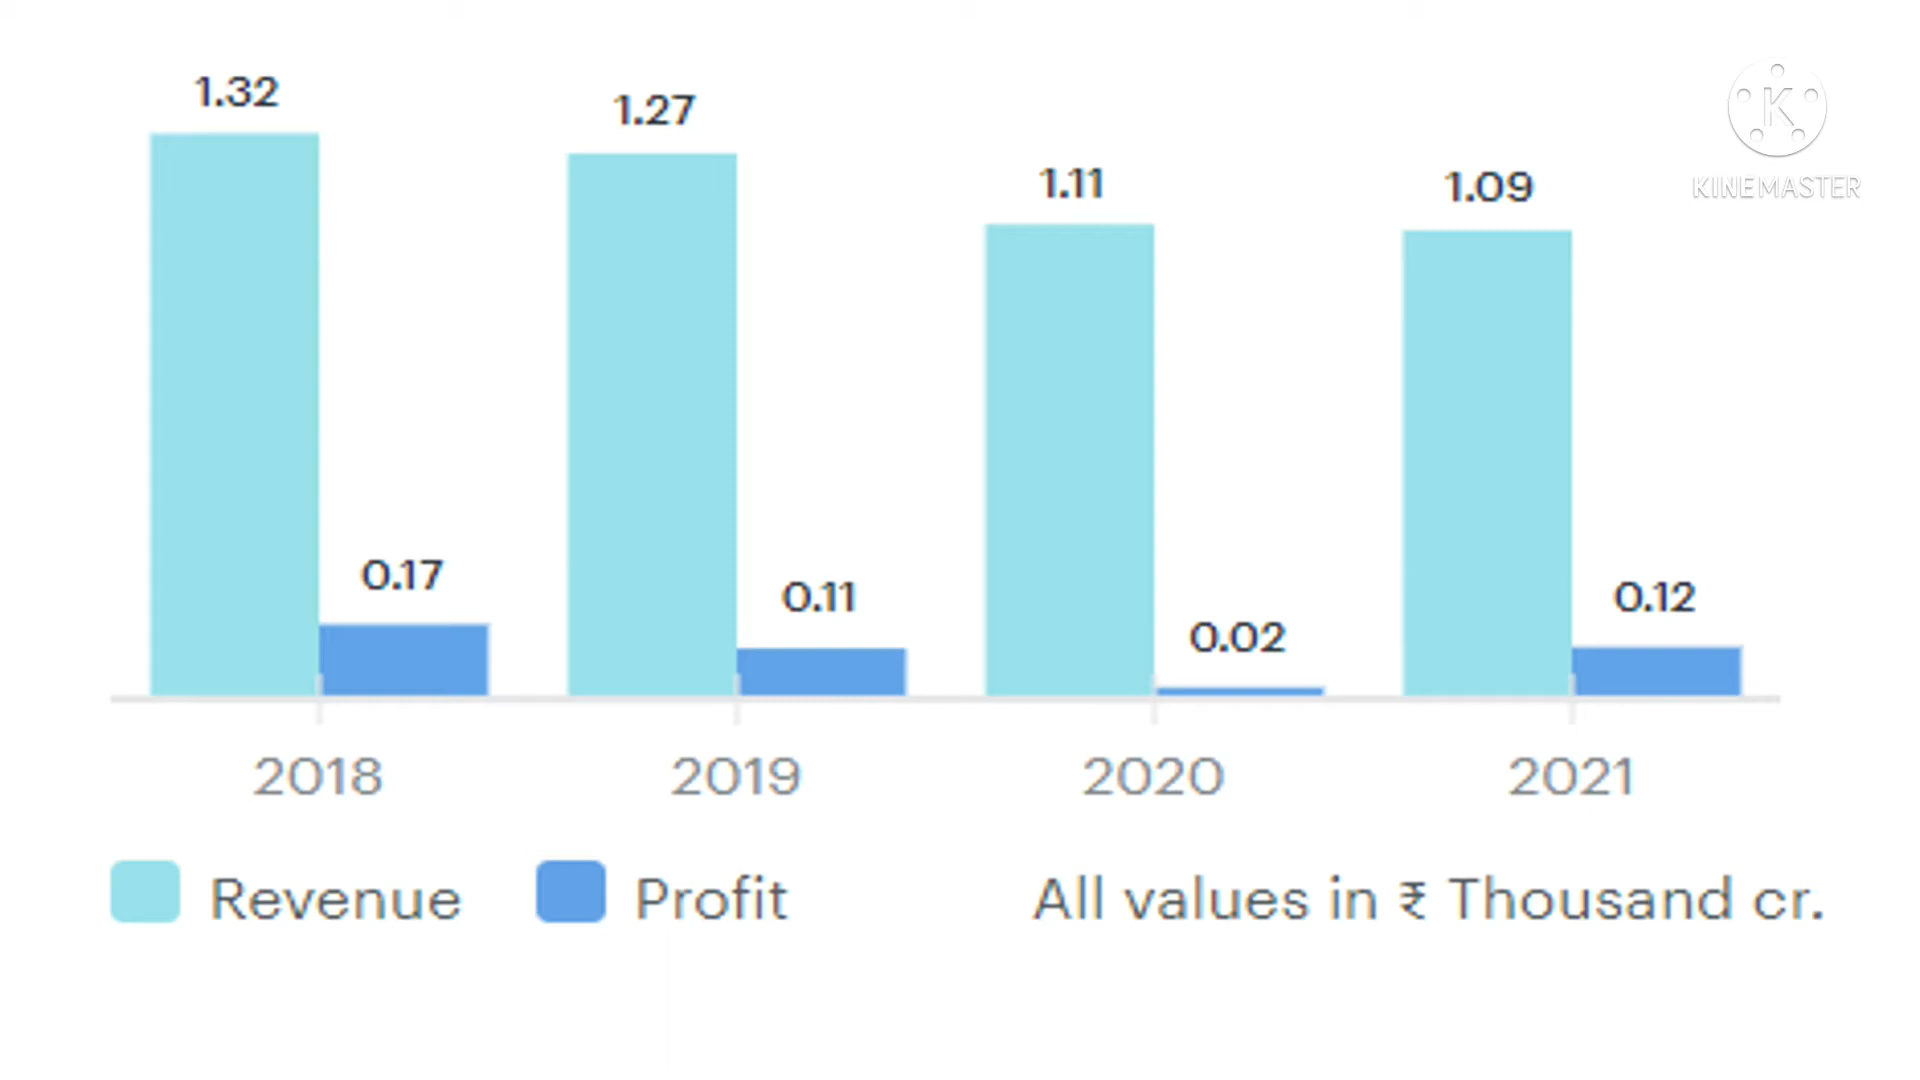 1.32
1.27
1.11
1.09
K
KINEMASTER
0.17
0.11
0.02
0.12
2018 2019 2020 2021
Revenue Profit All values in ₹ Thousand cr.